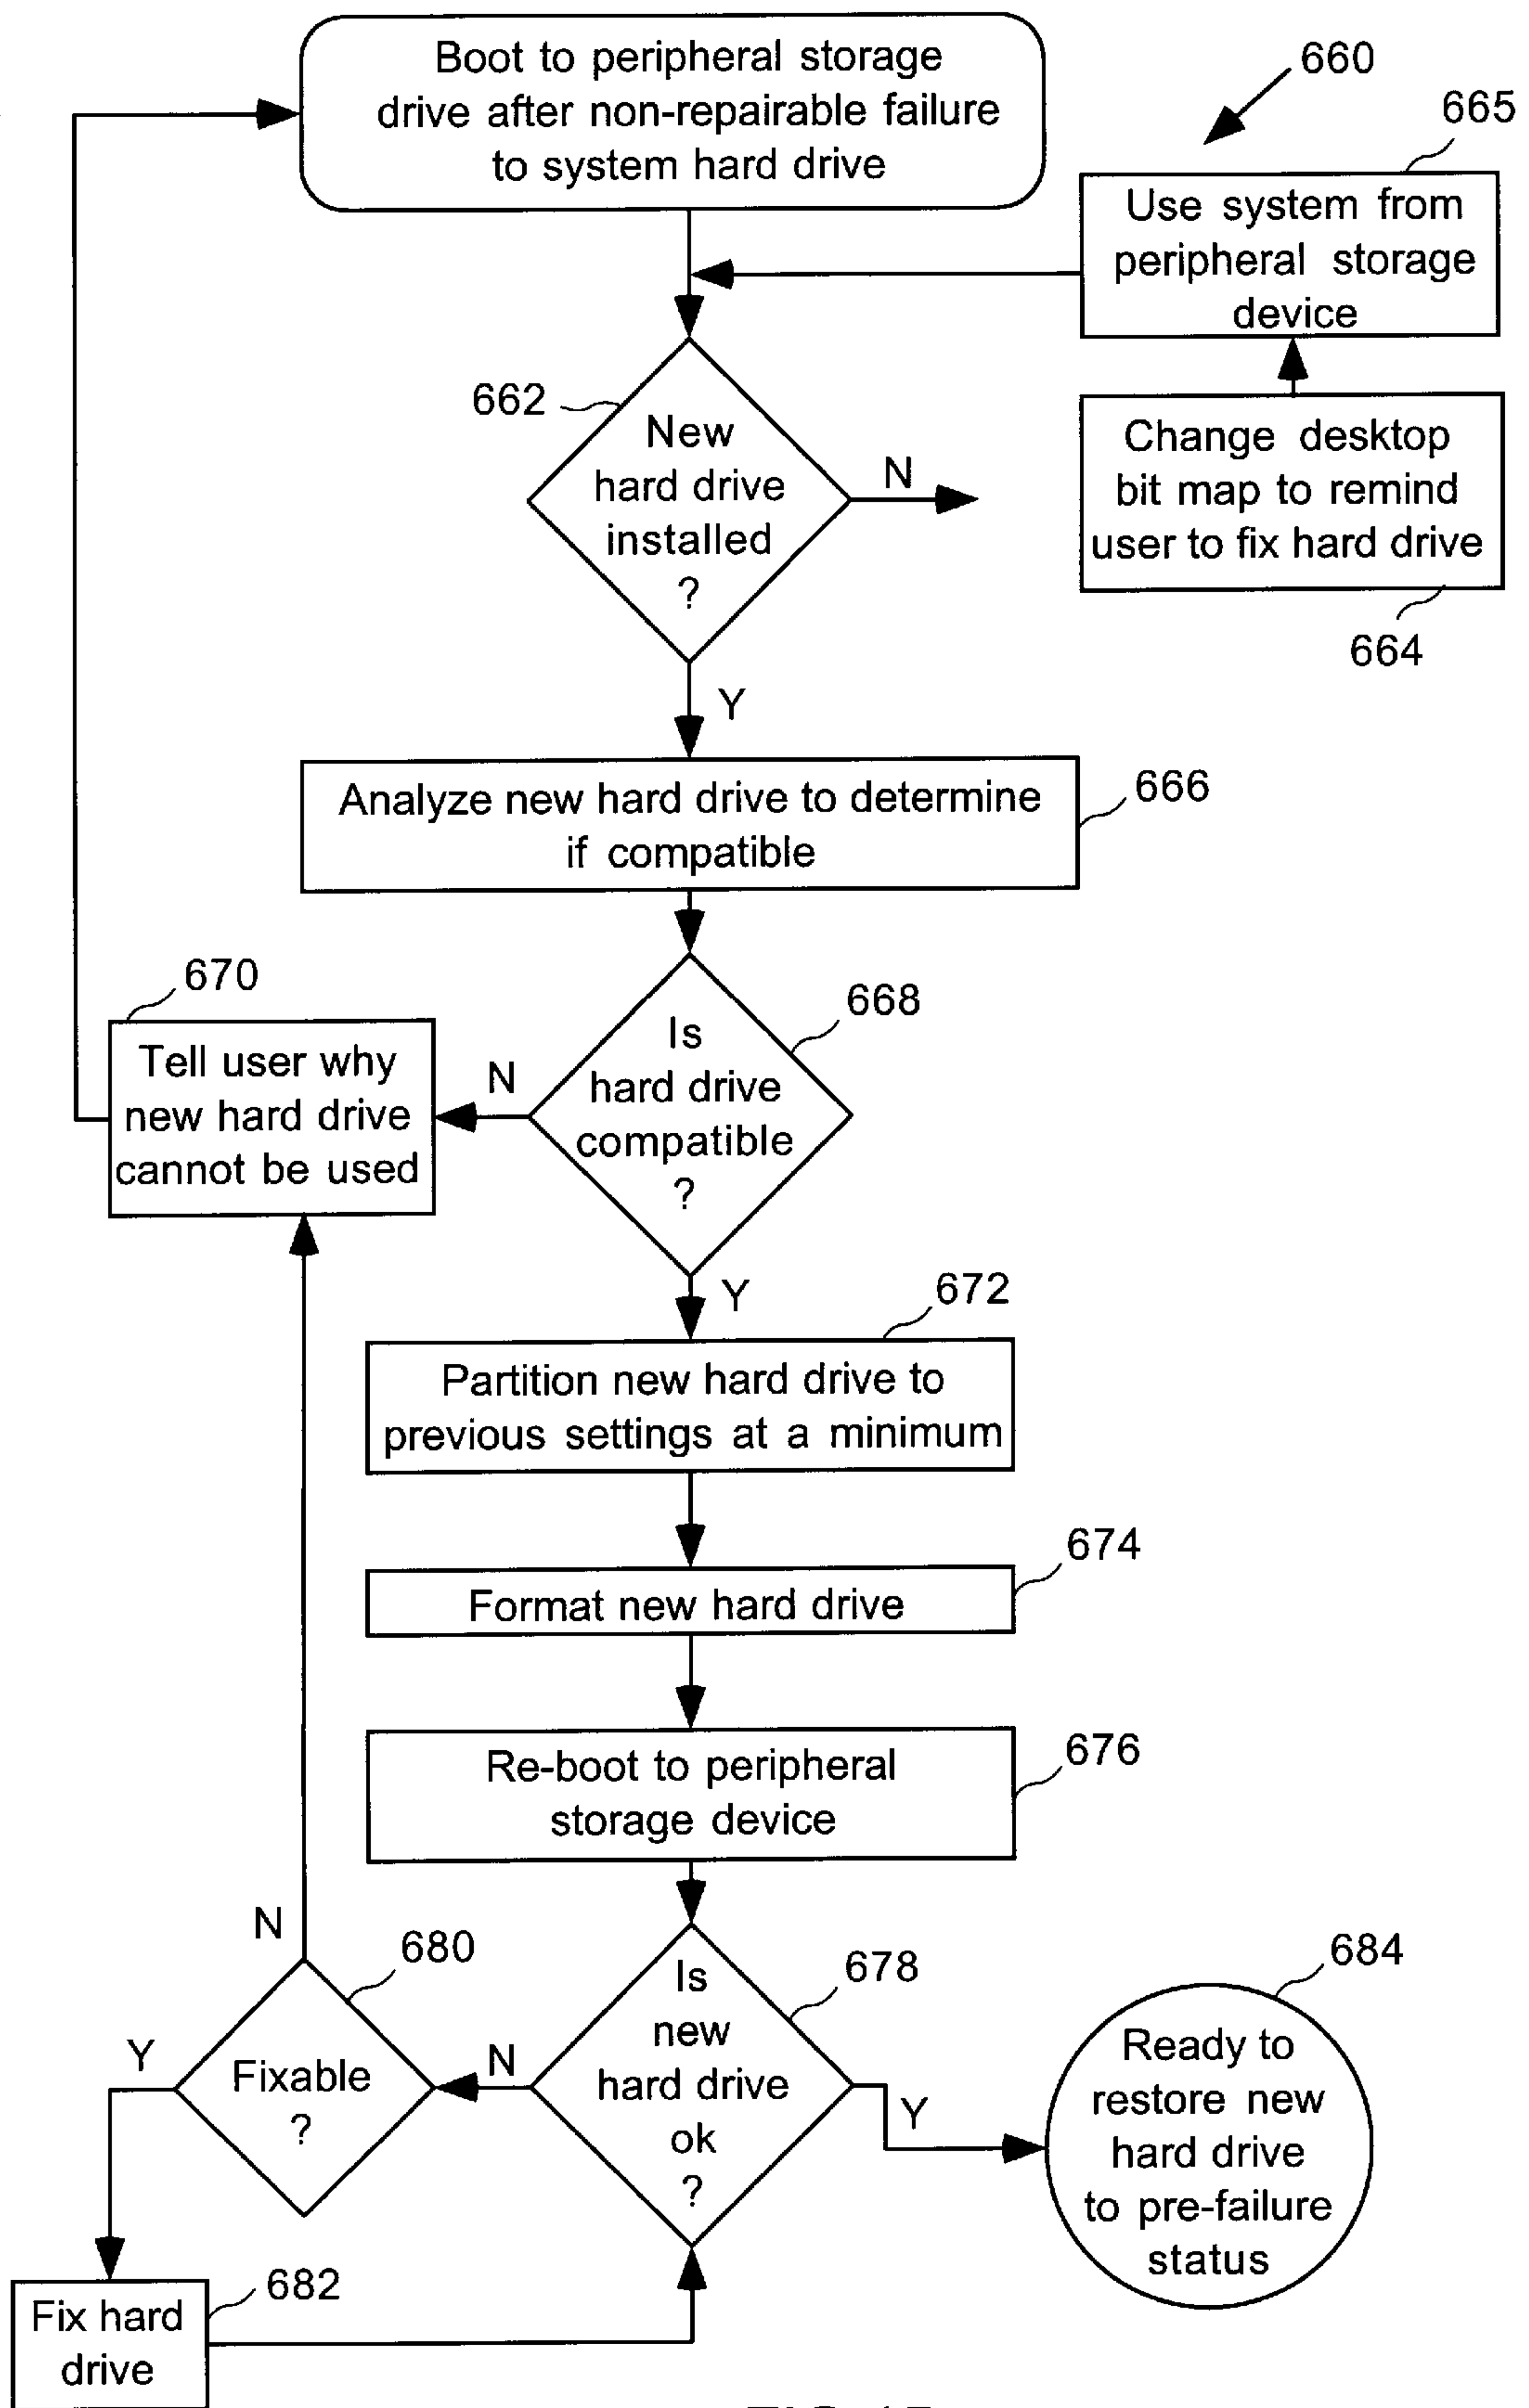 Boot to peripheral storage
drive after non-repairable failure
to system hard drive
660
665
Use system from
peripheral storage
device
662
New
hard drive
installed
?
N
Change desktop
bit map to remind
user to fix hard drive
664
Y
Analyze new hard drive to determine
if compatible
666
670
668
Is
hard drive
compatible
?
N
Tell user why
new hard drive
cannot be used
Y
672
Partition new hard drive to
previous settings at a minimum
674
Format new hard drive
676
Re-boot to peripheral
storage device
N
680
678
684
Is
new
hard drive
ok
?
Y
Fixable
?
N
Y
Ready to
restore new
hard drive
to pre-failure
status
682
Fix hard
drive